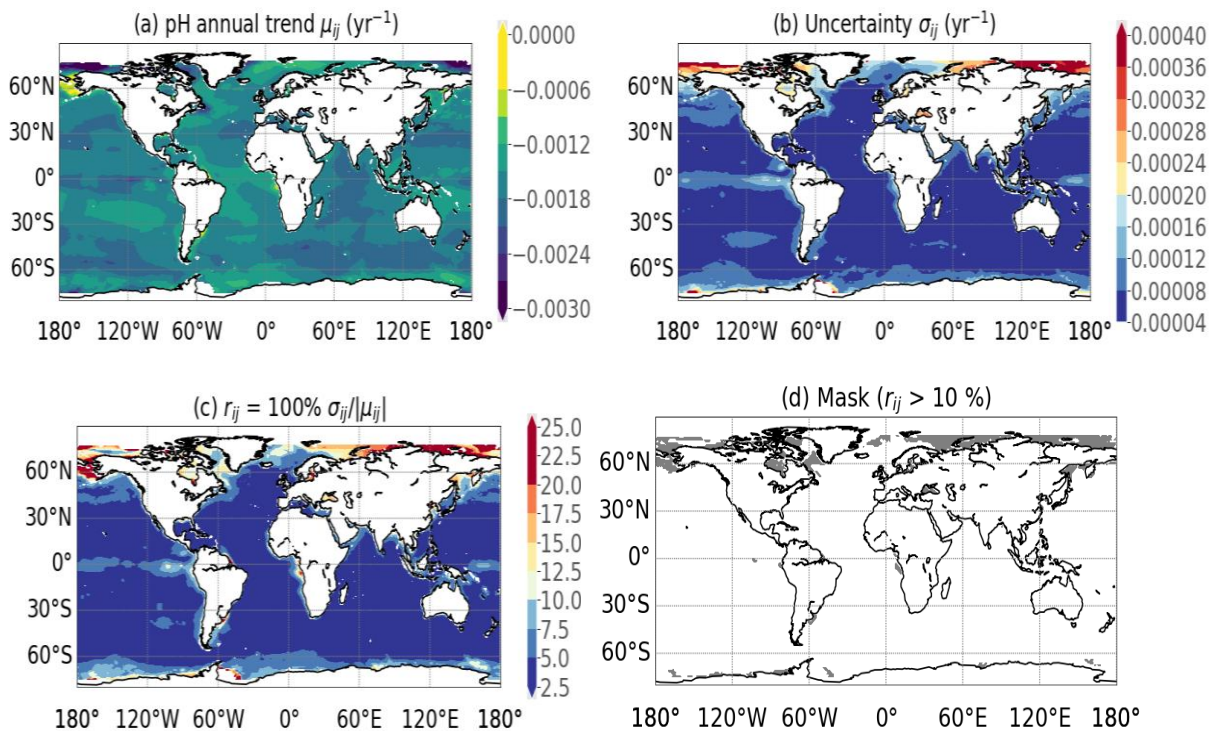 (a) pH annual trend μij (yr−1)
0.0000
−0.0006
−0.0012
−0.0018
−0.0024
−0.0030
60°N
30°N
0°
30°S
60°S
180° 120°W 60°W 0° 60°E 120°E 180°
(b) Uncertainty σij (yr−1)
0.00040
0.00036
0.00032
0.00028
0.00024
0.00020
0.00016
0.00012
0.00008
0.00004
60°N
30°N
0°
30°S
60°S
180° 120°W 60°W 0° 60°E 120°E 180°
(c) rij = 100% σij/|μij|
25.0
22.5
20.0
17.5
15.0
12.5
10.0
7.5
5.0
2.5
60°N
30°N
0°
30°S
60°S
180° 120°W 60°W 0° 60°E 120°E 180°
(d) Mask (rij > 10 %)
60°N
30°N
0°
30°S
60°S
180° 120°W 60°W 0° 60°E 120°E 180°